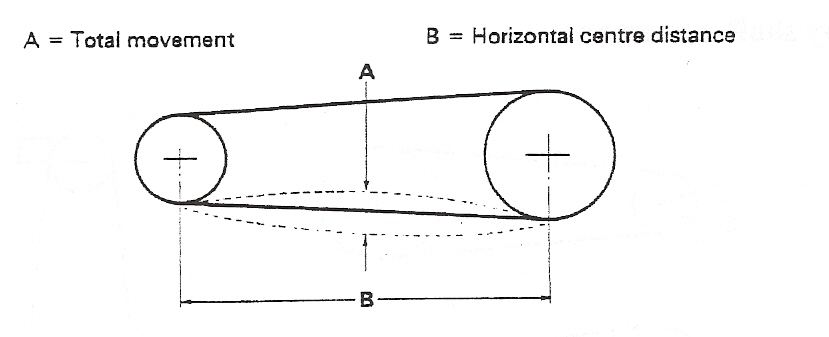 A = Total movement
B = Horizontal centre distance
A
B